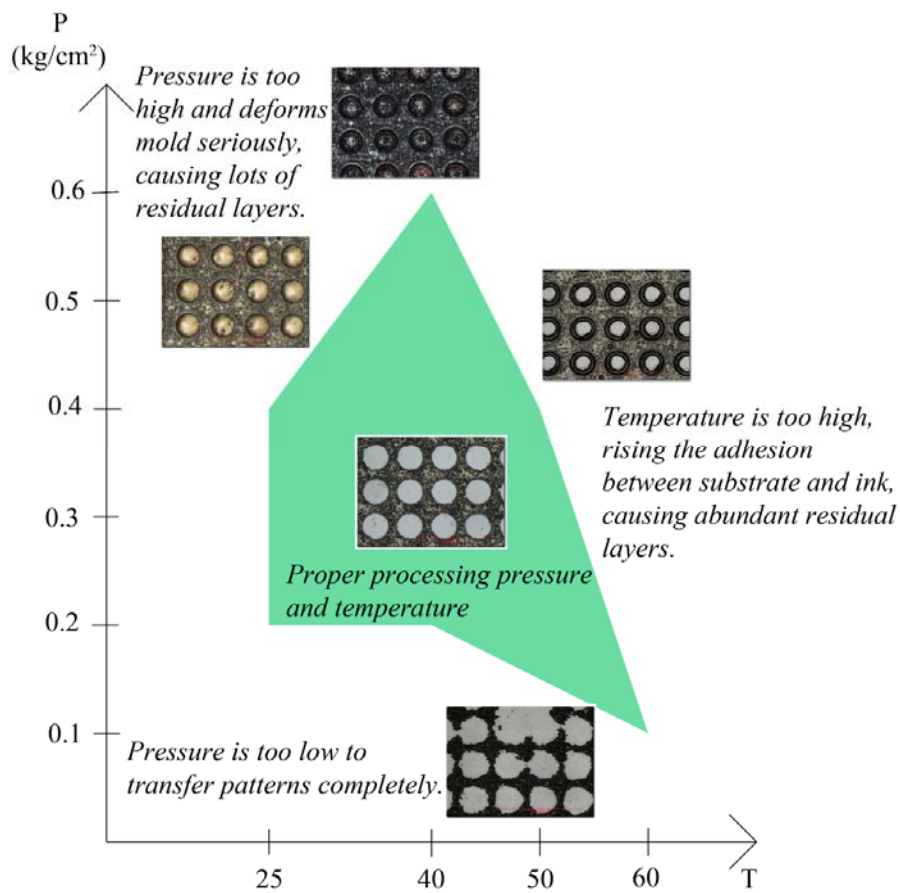 P
(kg/cm²)
Pressure is too
high and deforms
mold seriously,
causing lots of
residual layers.
0.6
0.5
0.4
Temperature is too high,
rising the adhesion
between substrate and ink,
causing abundant residual
layers.
0.3
Proper processing pressure
and temperature
0.2
0.1
Pressure is too low to
transfer patterns completely.
25 40 50 60 T